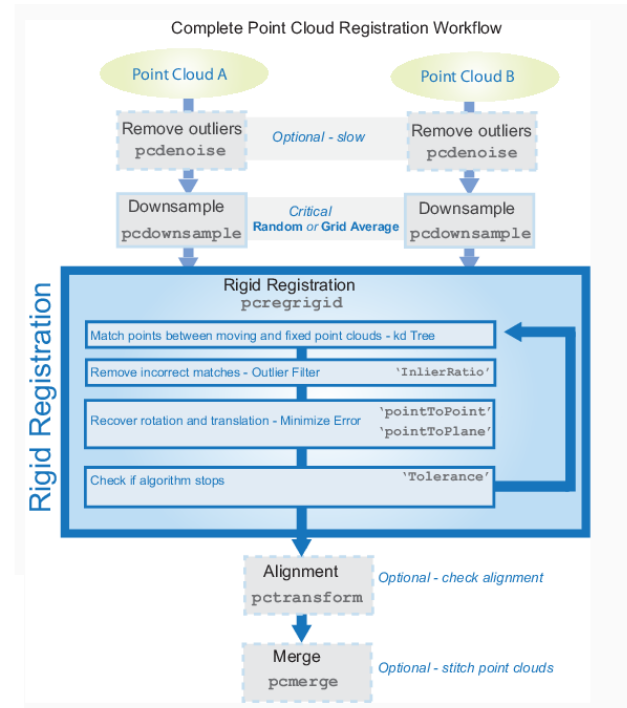 Complete Point Cloud Registration Workflow
Point Cloud A
Point Cloud B
Remove outliers
pcdenoise
Optional - slow
Remove outliers
pcdenoise
Downsample
pcdownsample
Critical
Random or Grid Average
Downsample
pcdownsample
Rigid Registration
Rigid Registration
pcregrigid
Match points between moving and fixed point clouds - kd Tree
Remove incorrect matches - Outlier Filter
‘InlierRatio’
Recover rotation and translation - Minimize Error
‘pointToPoint’
‘pointToPlane’
Check if algorithm stops
‘Tolerance’
Alignment
pctransform
Optional - check alignment
Merge
pcmerge
Optional - stitch point clouds